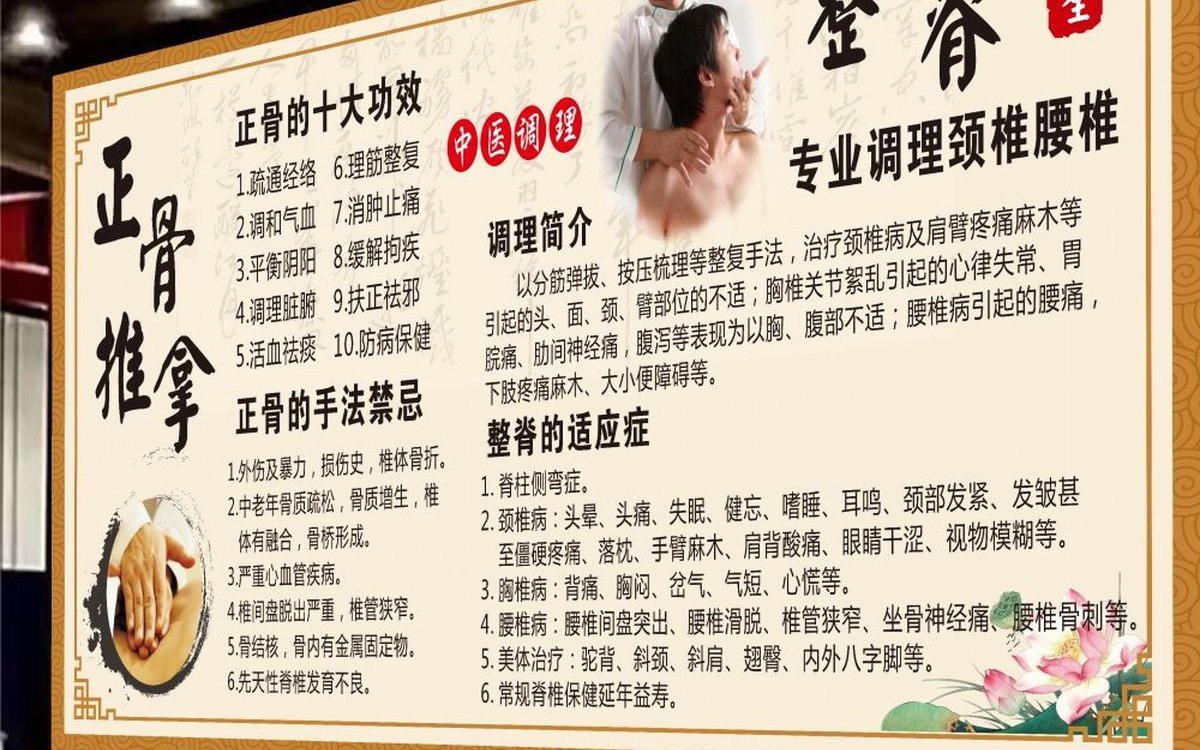 正骨推拿
正骨的十大功效
1.疏通经络 6.理筋整复
2.调和气血 7.消肿止痛
3.平衡阴阳 8.缓解拘疾
4.调理脏腑 9.扶正祛邪
5.活血祛痰 10.防病保健
正骨的手法禁忌
1.外伤及暴力，损伤史，椎体骨折。
2.中老年骨质疏松，骨质增生，椎
体有融合，骨桥形成。
3.严重心血管疾病。
4.椎间盘脱出严重，椎管狭窄。
5.骨结核，骨内有金属固定物。
6.先天性脊椎发育不良。
中医调理
整脊
专业调理颈椎腰椎
调理简介
以分筋弹拔、按压梳理等整复手法，治疗颈椎病及肩臂疼痛麻木等
引起的头、面、颈、臂部位的不适；胸椎关节絮乱引起的心律失常、胃
脘痛、肋间神经痛，腹泻等表现为以胸、腹部不适；腰椎病引起的腰痛，
下肢疼痛麻木、大小便障碍等。
整脊的适应症
1. 脊柱侧弯症。
2. 颈椎病：头晕、头痛、失眠、健忘、嗜睡、耳鸣、颈部发紧、发皱甚
至僵硬疼痛、落枕、手臂麻木、肩背酸痛、眼睛干涩、视物模糊等。
3. 胸椎病：背痛、胸闷、岔气、气短、心慌等。
4. 腰椎病：腰椎间盘突出、腰椎滑脱、椎管狭窄、坐骨神经痛、腰椎骨刺等。
5. 美体治疗：驼背、斜颈、斜肩、翅臀、内外八字脚等。
6. 常规脊椎保健延年益寿。